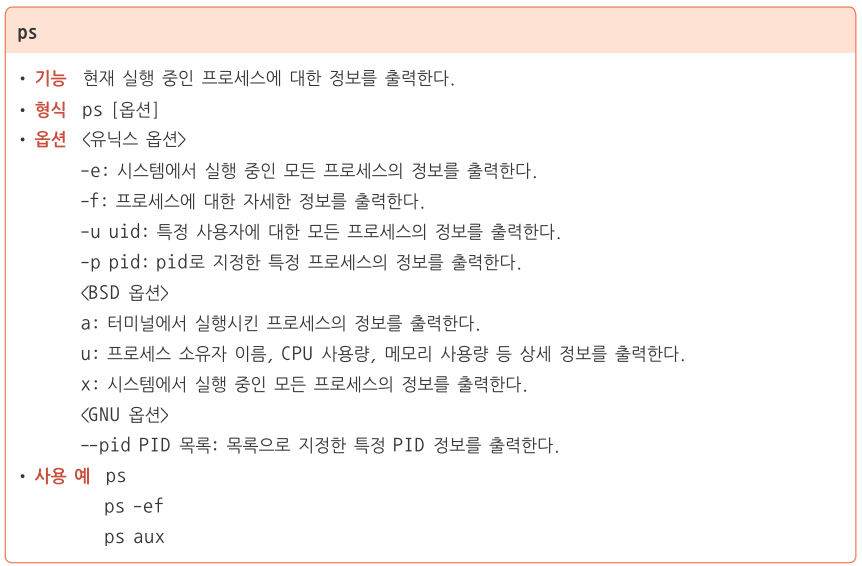 ps
• 기능 현재 실행 중인 프로세스에 대한 정보를 출력한다.
• 형식 ps [옵션]
• 옵션 <유닉스 옵션>
-e: 시스템에서 실행 중인 모든 프로세스의 정보를 출력한다.
-f: 프로세스에 대한 자세한 정보를 출력한다.
-u uid: 특정 사용자에 대한 모든 프로세스의 정보를 출력한다.
-p pid: pid로 지정한 특정 프로세스의 정보를 출력한다.
<BSD 옵션>
a: 터미널에서 실행시킨 프로세스의 정보를 출력한다.
u: 프로세스 소유자 이름, CPU 사용량, 메모리 사용량 등 상세 정보를 출력한다.
x: 시스템에서 실행 중인 모든 프로세스의 정보를 출력한다.
<GNU 옵션>
--pid PID 목록: 목록으로 지정한 특정 PID 정보를 출력한다.
• 사용 예 ps
ps -ef
ps aux